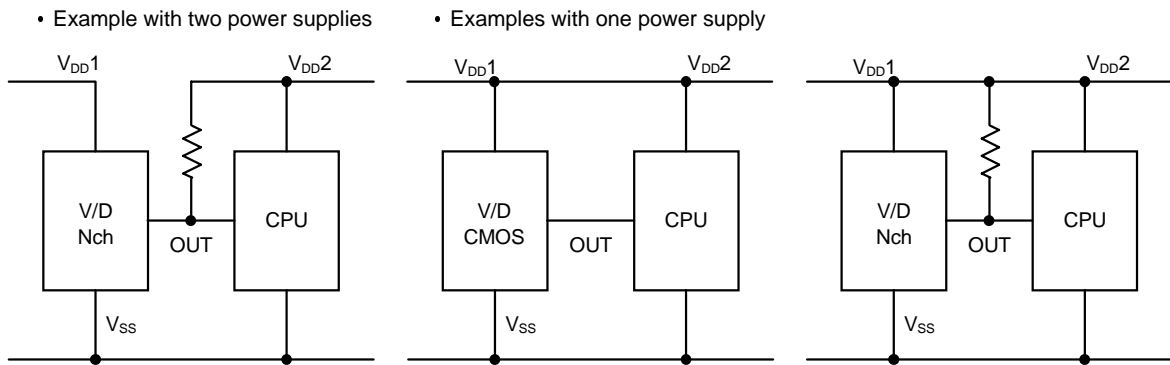 • Example with two power supplies
• Examples with one power supply
VDD1
VDD2
V/D
Nch
OUT
CPU
VSS
VDD1
VDD2
V/D
CMOS
OUT
CPU
VSS
VDD1
VDD2
V/D
Nch
OUT
CPU
VSS